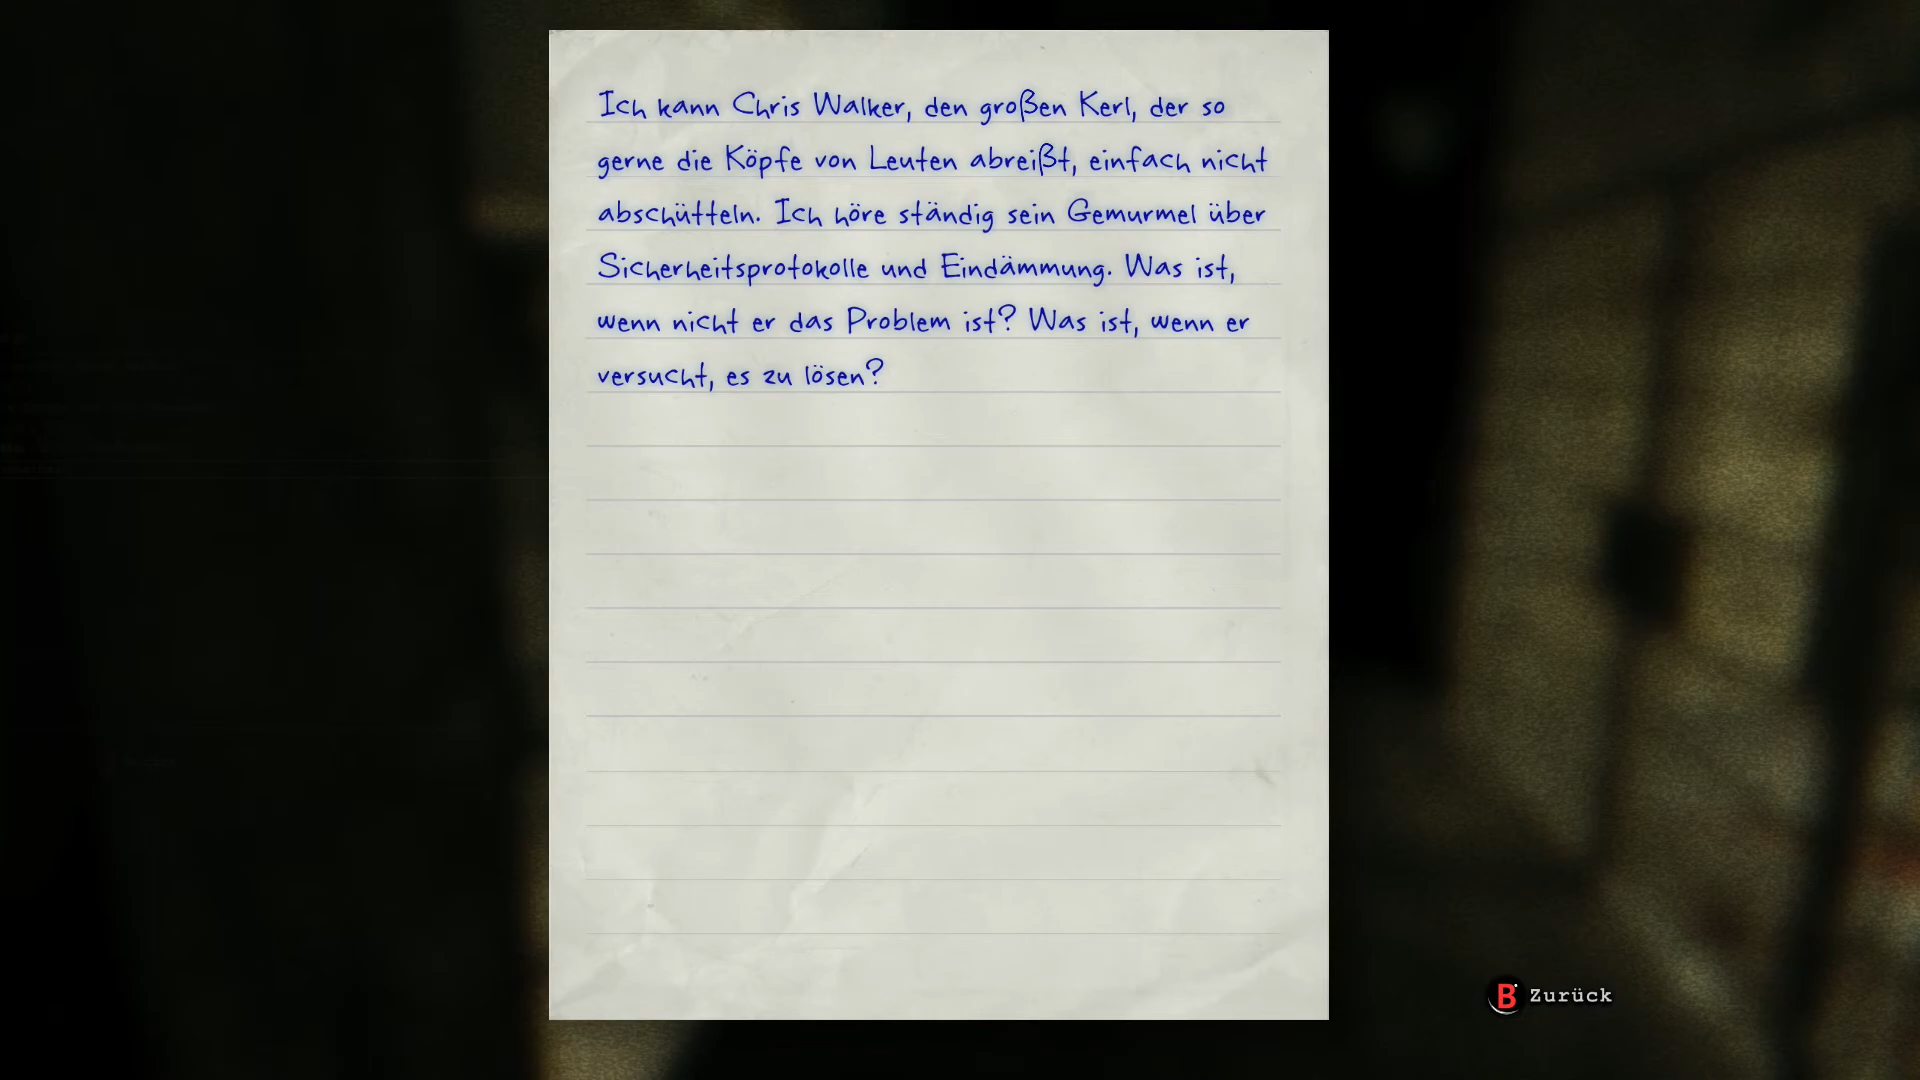 Ich kann Chris Walker, den großen Kerl, der so
gerne die Köpfe von Leuten abreißt, einfach nicht
abschütteln. Ich höre ständig sein Gemurmel über
Sicherheitsprotokolle und Eindämmung. Was ist,
wenn nicht er das Problem ist? Was ist, wenn er
versucht, es zu lösen?
B Zurück